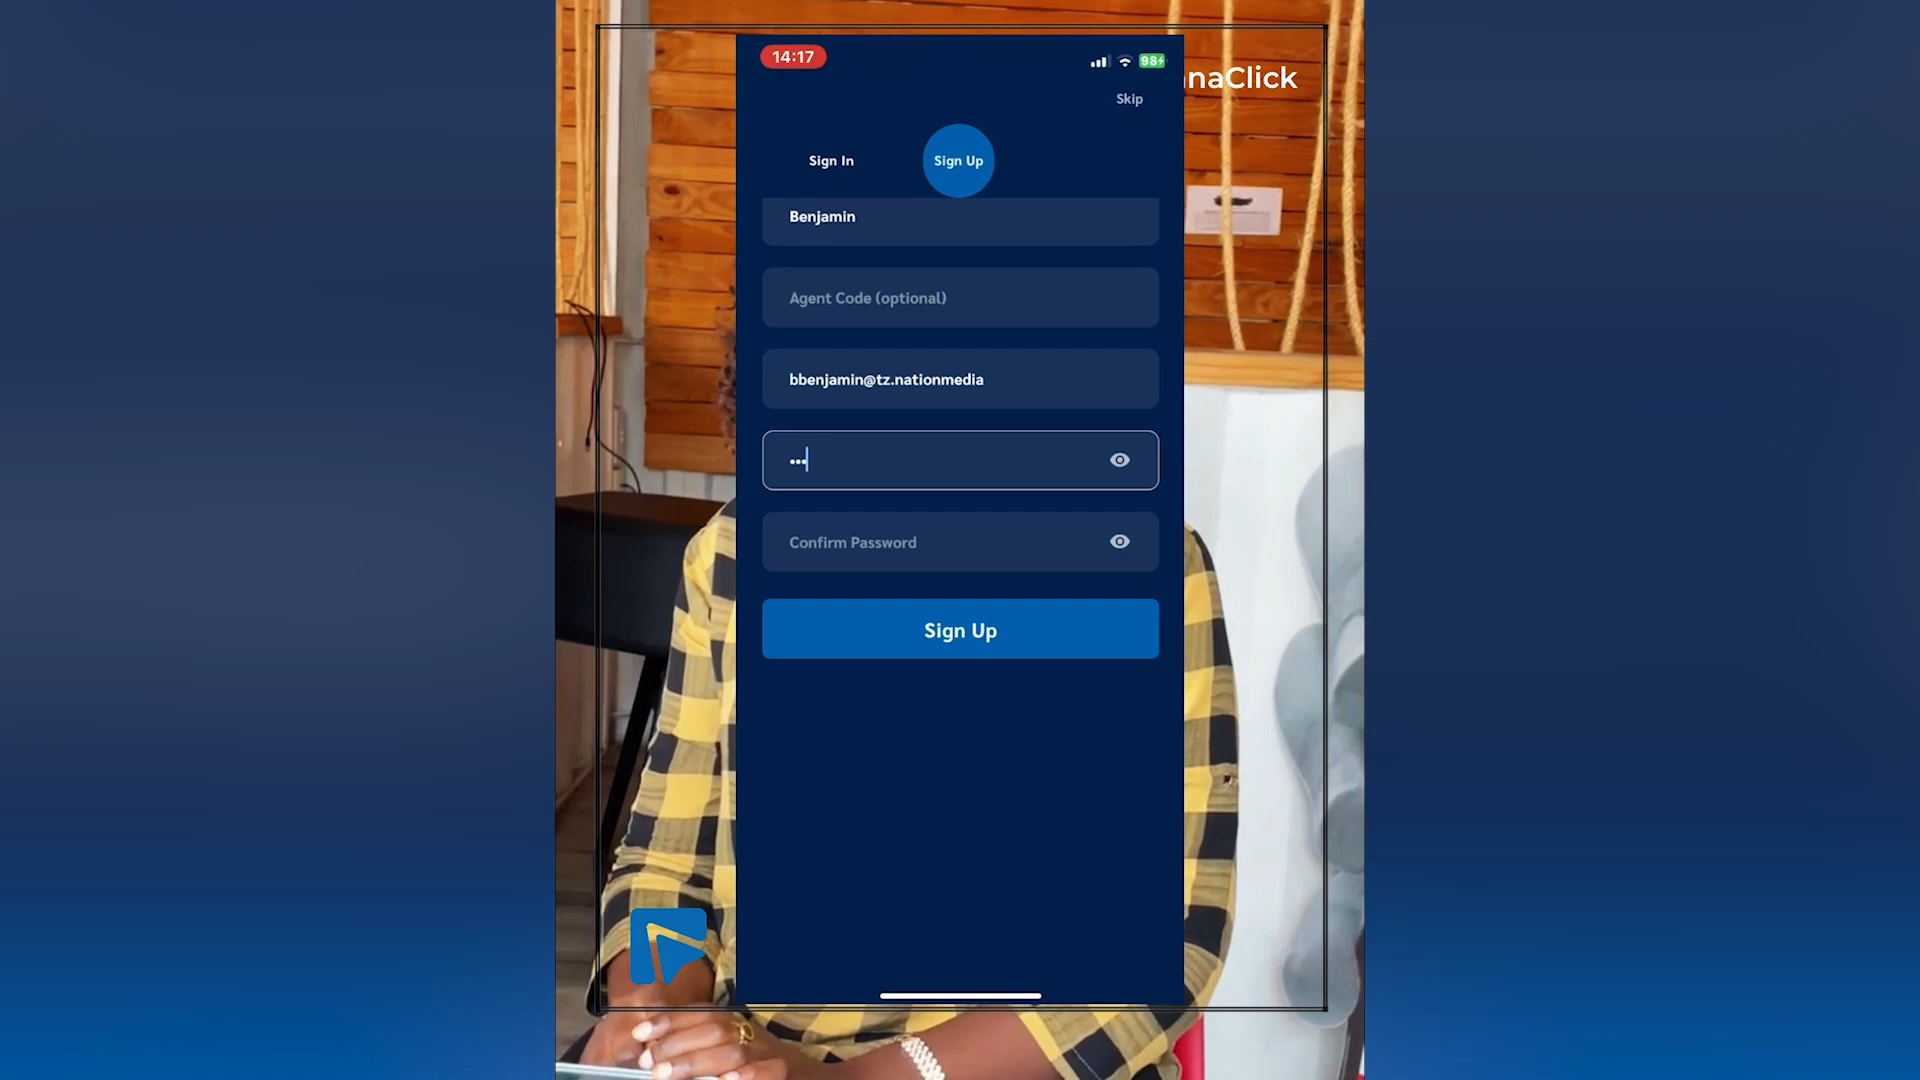 14:17
98
naClick
Skip
Sign In
Sign Up
Benjamin
Agent Code (optional)
bbenjamin@tz.nationmedia
•••
Confirm Password
Sign Up